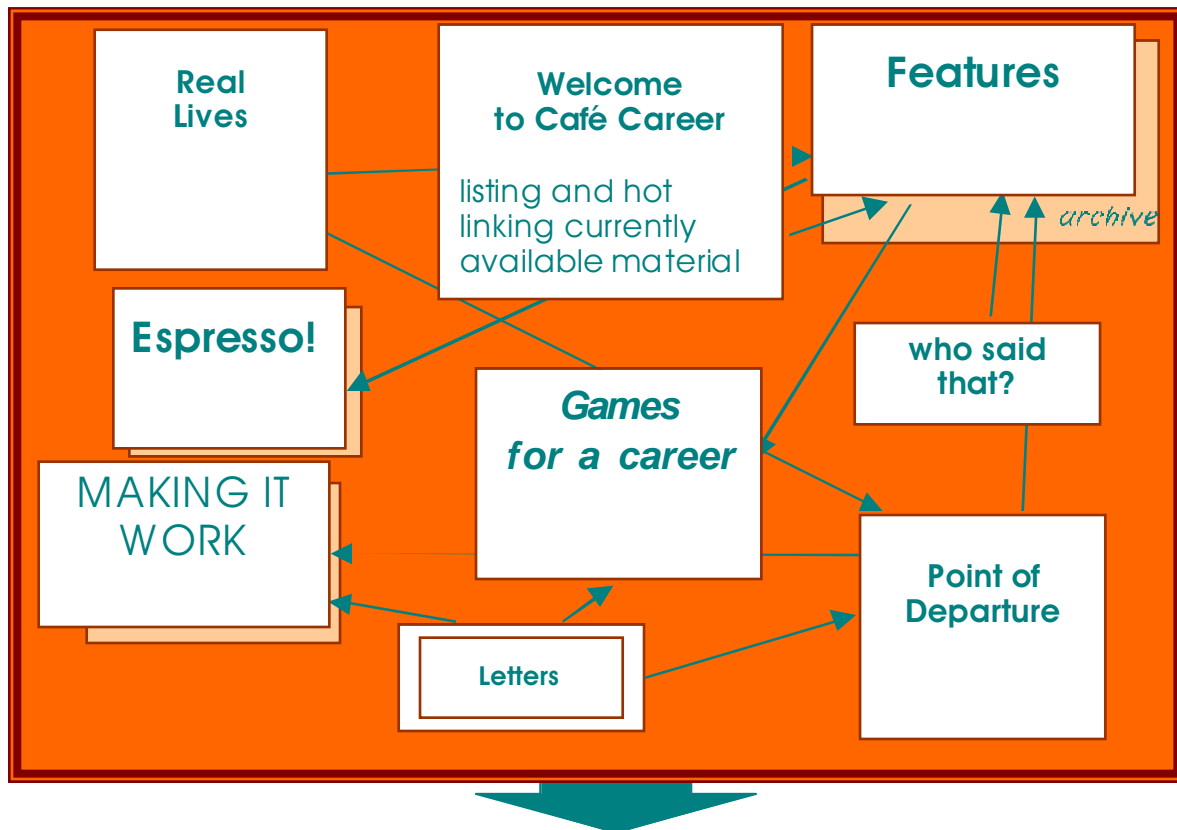 Real
Lives
Welcome
to Café Career
listing and hot
linking currently
available material
Features
archive
Espresso!
who said
that?
Games
for a career
MAKING IT
WORK
Point of
Departure
Letters